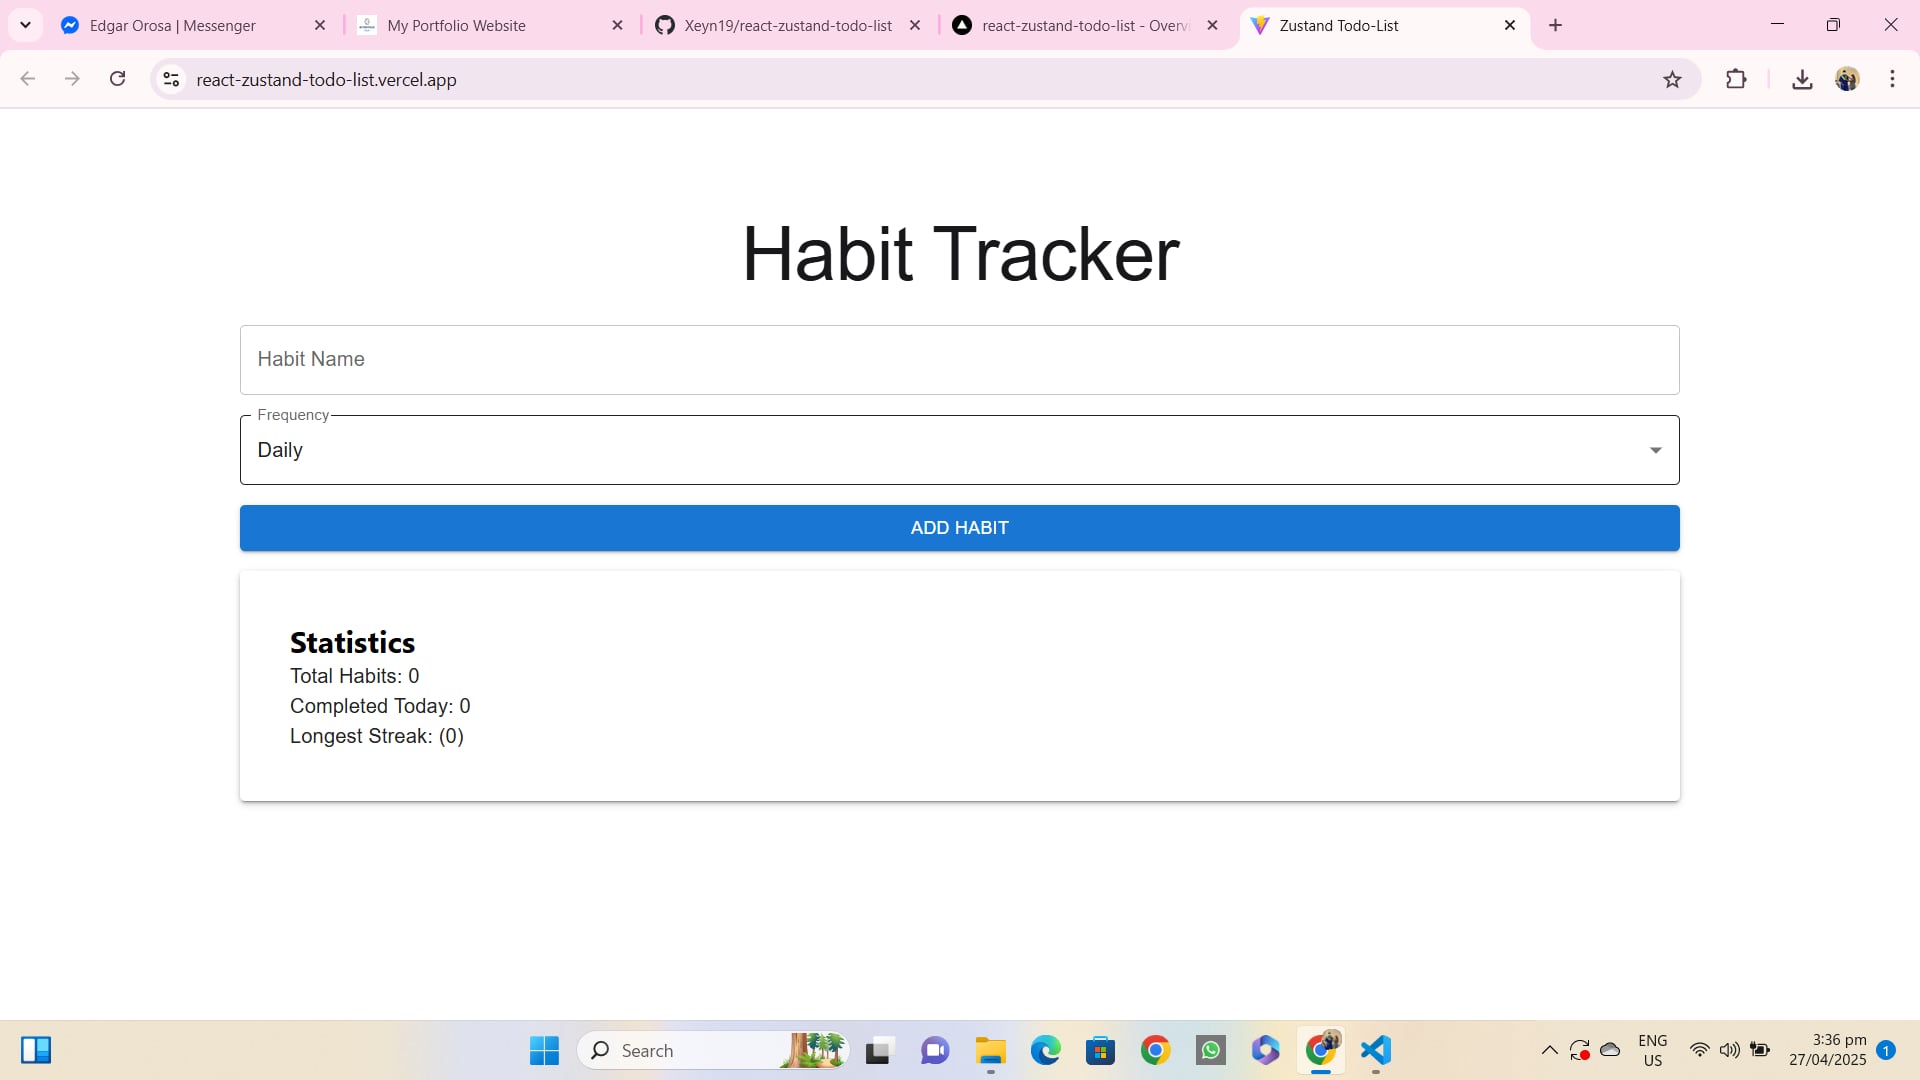 Edgar Orosa | Messenger
My Portfolio Website
Xeyn19/react-zustand-todo-list
react-zustand-todo-list - Overv
Zustand Todo-List
react-zustand-todo-list.vercel.app
Habit Tracker
Habit Name
Frequency
Daily
ADD HABIT
Statistics
Total Habits: 0
Completed Today: 0
Longest Streak: (0)
Search
ENG
US
3:36 pm
27/04/2025
1